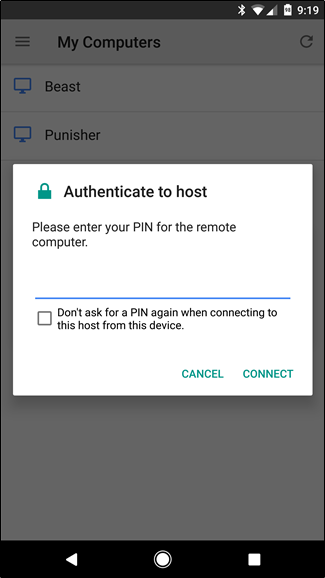 9:19
My Computers
Beast
Punisher
Authenticate to host
Please enter your PIN for the remote
computer.
Don't ask for a PIN again when connecting to
this host from this device.
CANCEL CONNECT